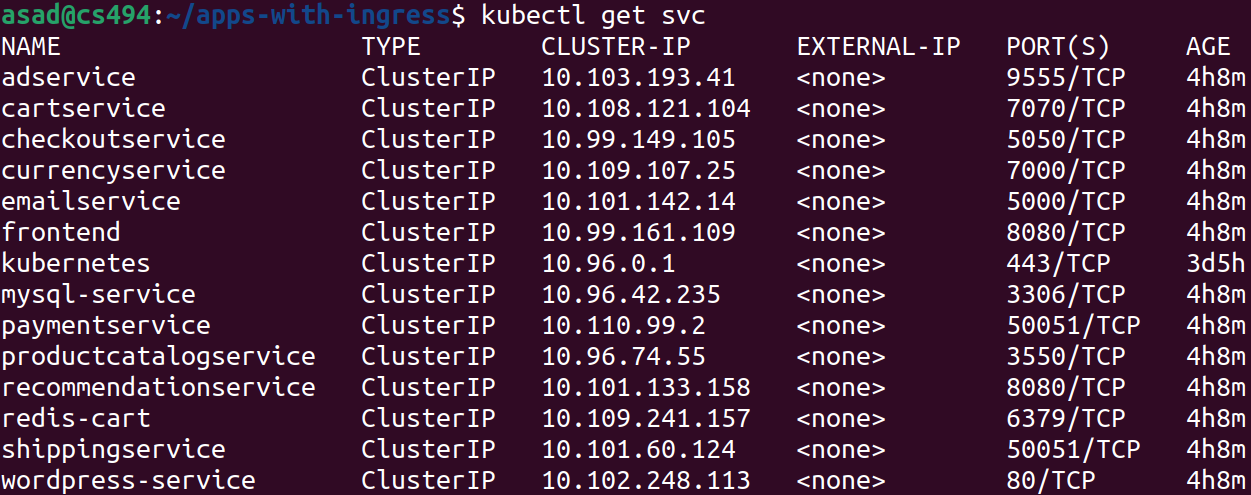 asad@cs494:~/apps-with-ingress$ kubectl get svc
NAME TYPE CLUSTER-IP EXTERNAL-IP PORT(S) AGE
adservice ClusterIP 10.103.193.41 <none> 9555/TCP 4h8m
cartservice ClusterIP 10.108.121.104 <none> 7070/TCP 4h8m
checkoutservice ClusterIP 10.99.149.105 <none> 5050/TCP 4h8m
currencyservice ClusterIP 10.109.107.25 <none> 7000/TCP 4h8m
emailservice ClusterIP 10.101.142.14 <none> 5000/TCP 4h8m
frontend ClusterIP 10.99.161.109 <none> 8080/TCP 4h8m
kubernetes ClusterIP 10.96.0.1 <none> 443/TCP 3d5h
mysql-service ClusterIP 10.96.42.235 <none> 3306/TCP 4h8m
paymentservice ClusterIP 10.110.99.2 <none> 50051/TCP 4h8m
productcatalogservice ClusterIP 10.96.74.55 <none> 3550/TCP 4h8m
recommendationservice ClusterIP 10.101.133.158 <none> 8080/TCP 4h8m
redis-cart ClusterIP 10.109.241.157 <none> 6379/TCP 4h8m
shippingservice ClusterIP 10.101.60.124 <none> 50051/TCP 4h8m
wordpress-service ClusterIP 10.102.248.113 <none> 80/TCP 4h8m